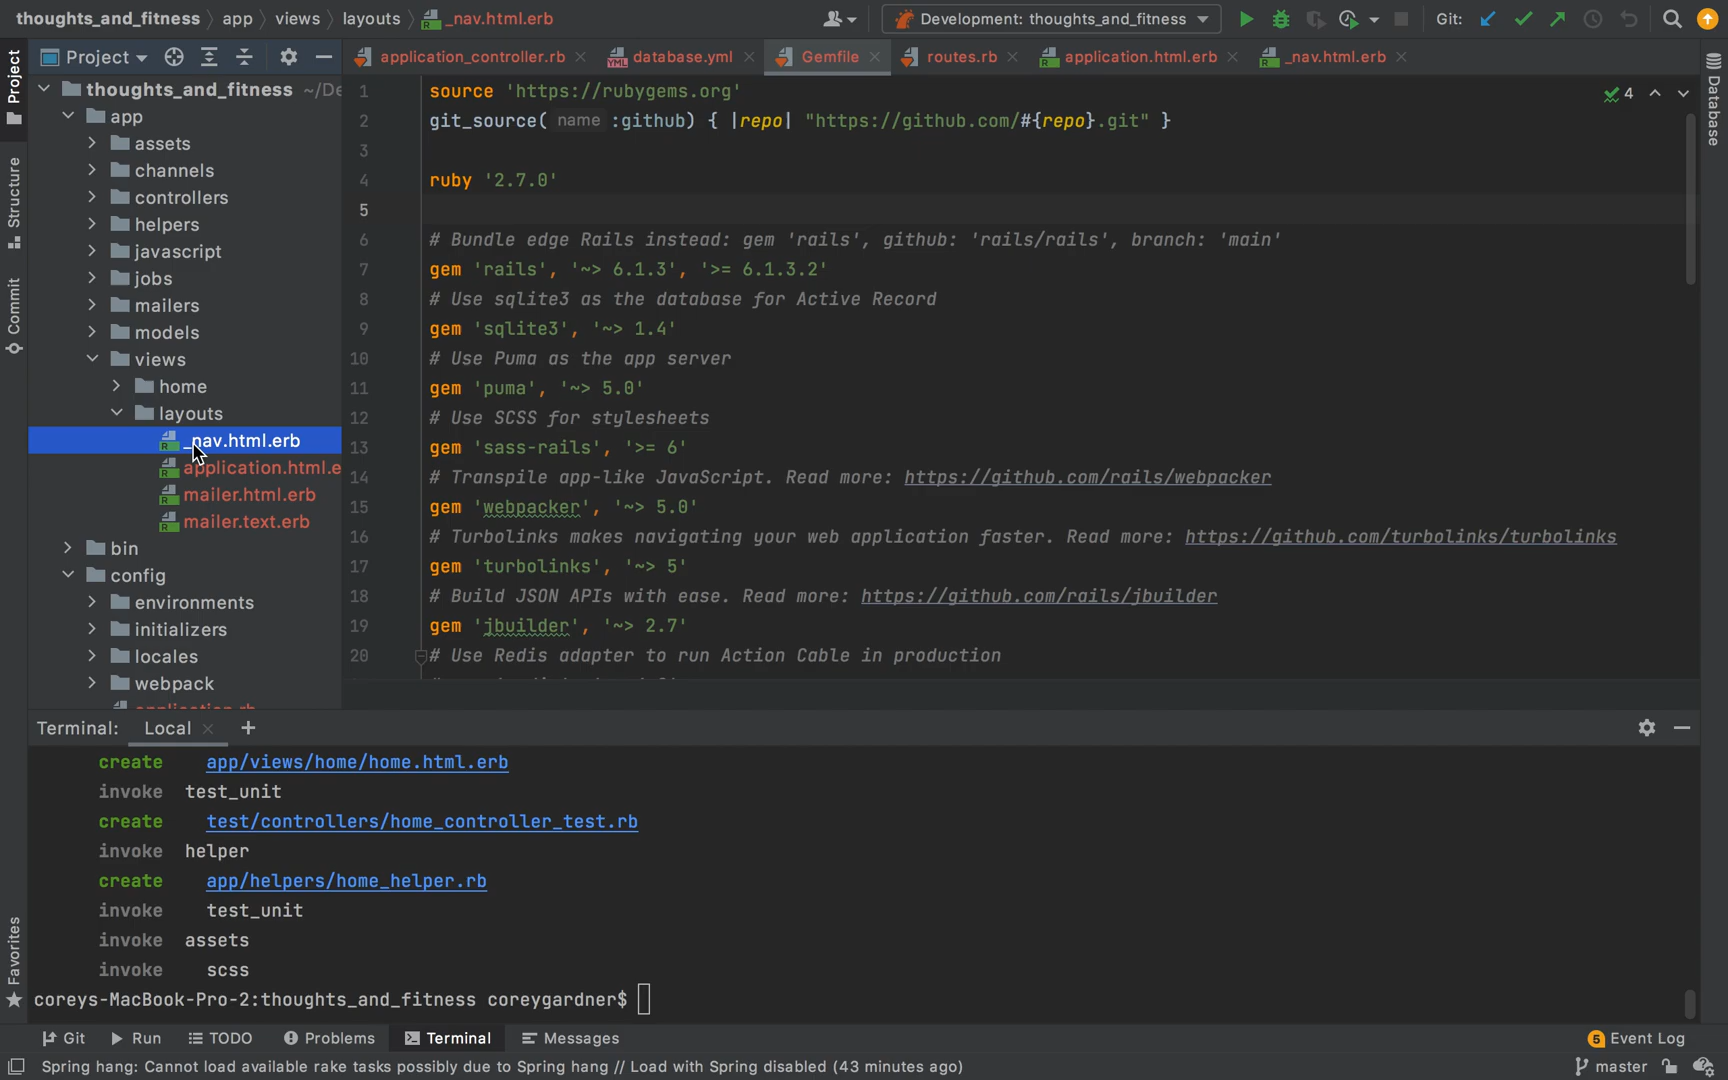 thoughts_and_fitness app views layouts _nav.html.erb
Development: thoughts_and_fitness
Git:
Project
application_controller.rb
database.yml
Gemfile
routes.rb
application.html.erb
_nav.html.erb
Project
Structure
Commit
Favorites
Database
thoughts_and_fitness ~/De
app
assets
channels
controllers
helpers
javascript
jobs
mailers
models
views
home
layouts
_nav.html.erb
application.html.e
mailer.html.erb
mailer.text.erb
bin
config
environments
initializers
locales
webpack
4
1 source 'https://rubygems.org'
2 git_source( name :github) { |repo| "https://github.com/#{repo}.git" }
3
4 ruby '2.7.0'
5
6 # Bundle edge Rails instead: gem 'rails', github: 'rails/rails', branch: 'main'
7 gem 'rails', '~> 6.1.3', '>= 6.1.3.2'
8 # Use sqlite3 as the database for Active Record
9 gem 'sqlite3', '~> 1.4'
10 # Use Puma as the app server
11 gem 'puma', '~> 5.0'
12 # Use SCSS for stylesheets
13 gem 'sass-rails', '>= 6'
14 # Transpile app-like JavaScript. Read more: https://github.com/rails/webpacker
15 gem 'webpacker', '~> 5.0'
16 # Turbolinks makes navigating your web application faster. Read more: https://github.com/turbolinks/turbolinks
17 gem 'turbolinks', '~> 5'
18 # Build JSON APIs with ease. Read more: https://github.com/rails/jbuilder
19 gem 'jbuilder', '~> 2.7'
20 # Use Redis adapter to run Action Cable in production
Terminal: Local
create app/views/home/home.html.erb
invoke test_unit
create test/controllers/home_controller_test.rb
invoke helper
create app/helpers/home_helper.rb
invoke test_unit
invoke assets
invoke scss
coreys-MacBook-Pro-2:thoughts_and_fitness coreygardner$
Git Run TODO Problems Terminal Messages
5 Event Log
Spring hang: Cannot load available rake tasks possibly due to Spring hang // Load with Spring disabled (43 minutes ago)
master